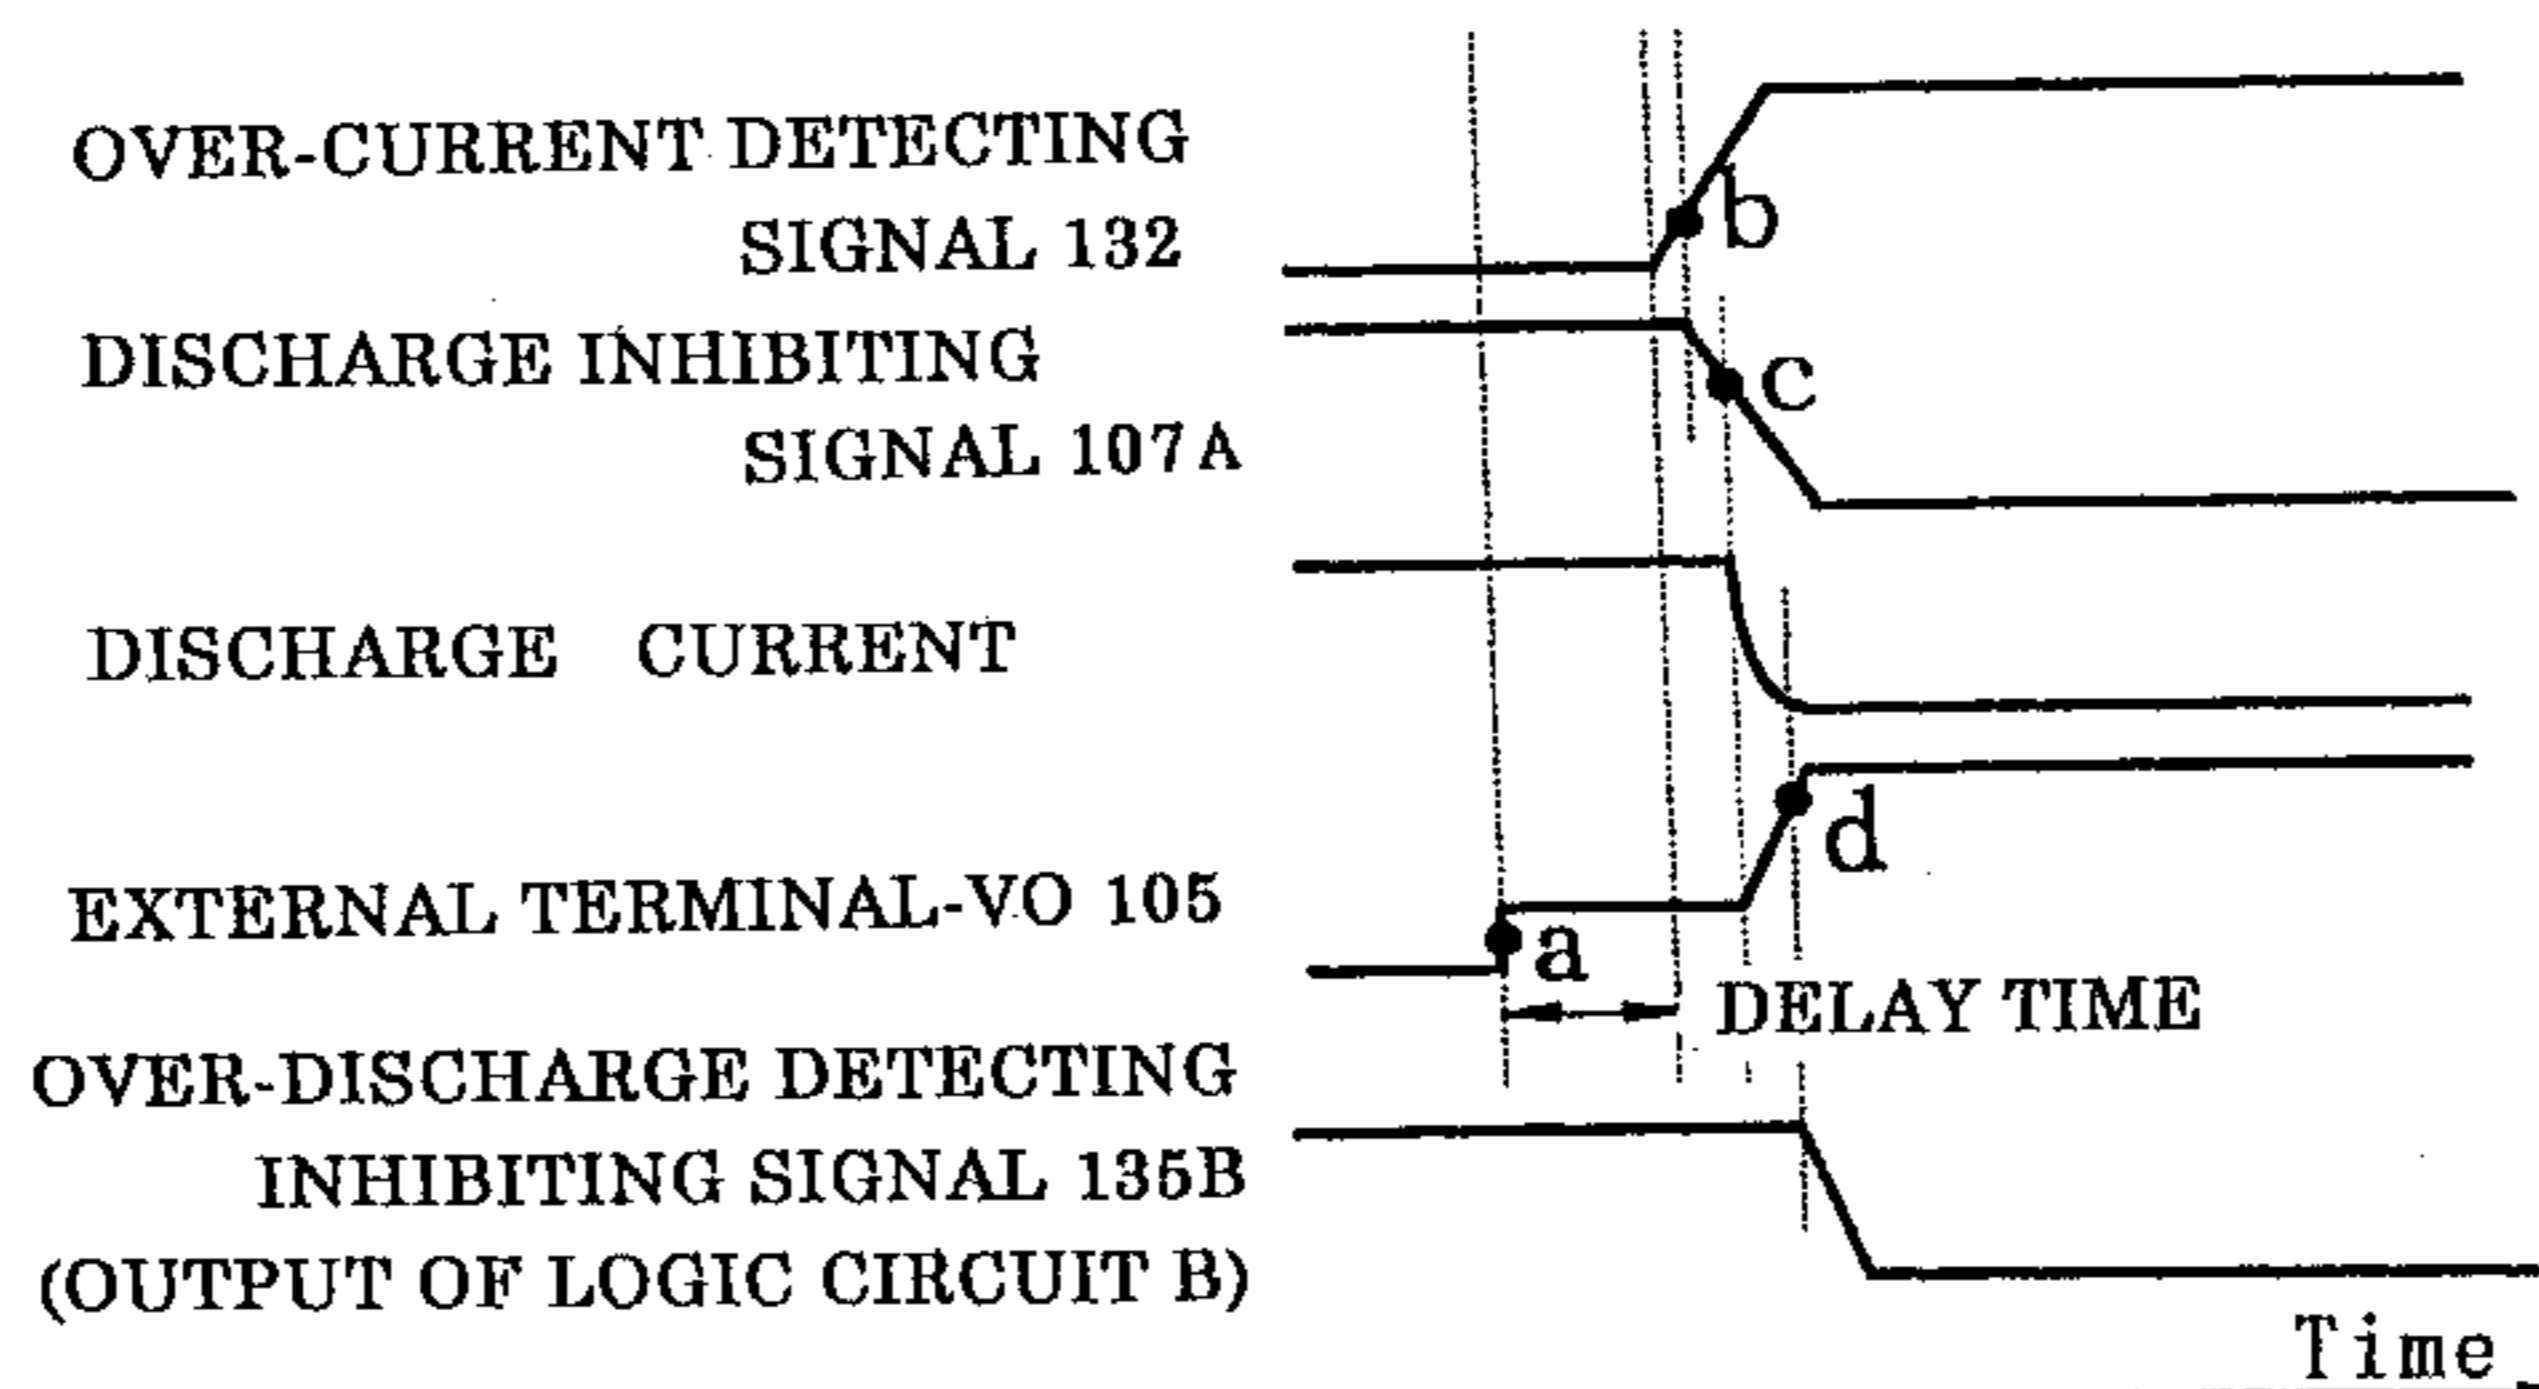 OVER-CURRENT DETECTING
SIGNAL 132
b
DISCHARGE INHIBITING
SIGNAL 107A
c
DISCHARGE CURRENT
d
EXTERNAL TERMINAL-VO 105
a
DELAY TIME
OVER-DISCHARGE DETECTING
INHIBITING SIGNAL 135B
(OUTPUT OF LOGIC CIRCUIT B)
Time